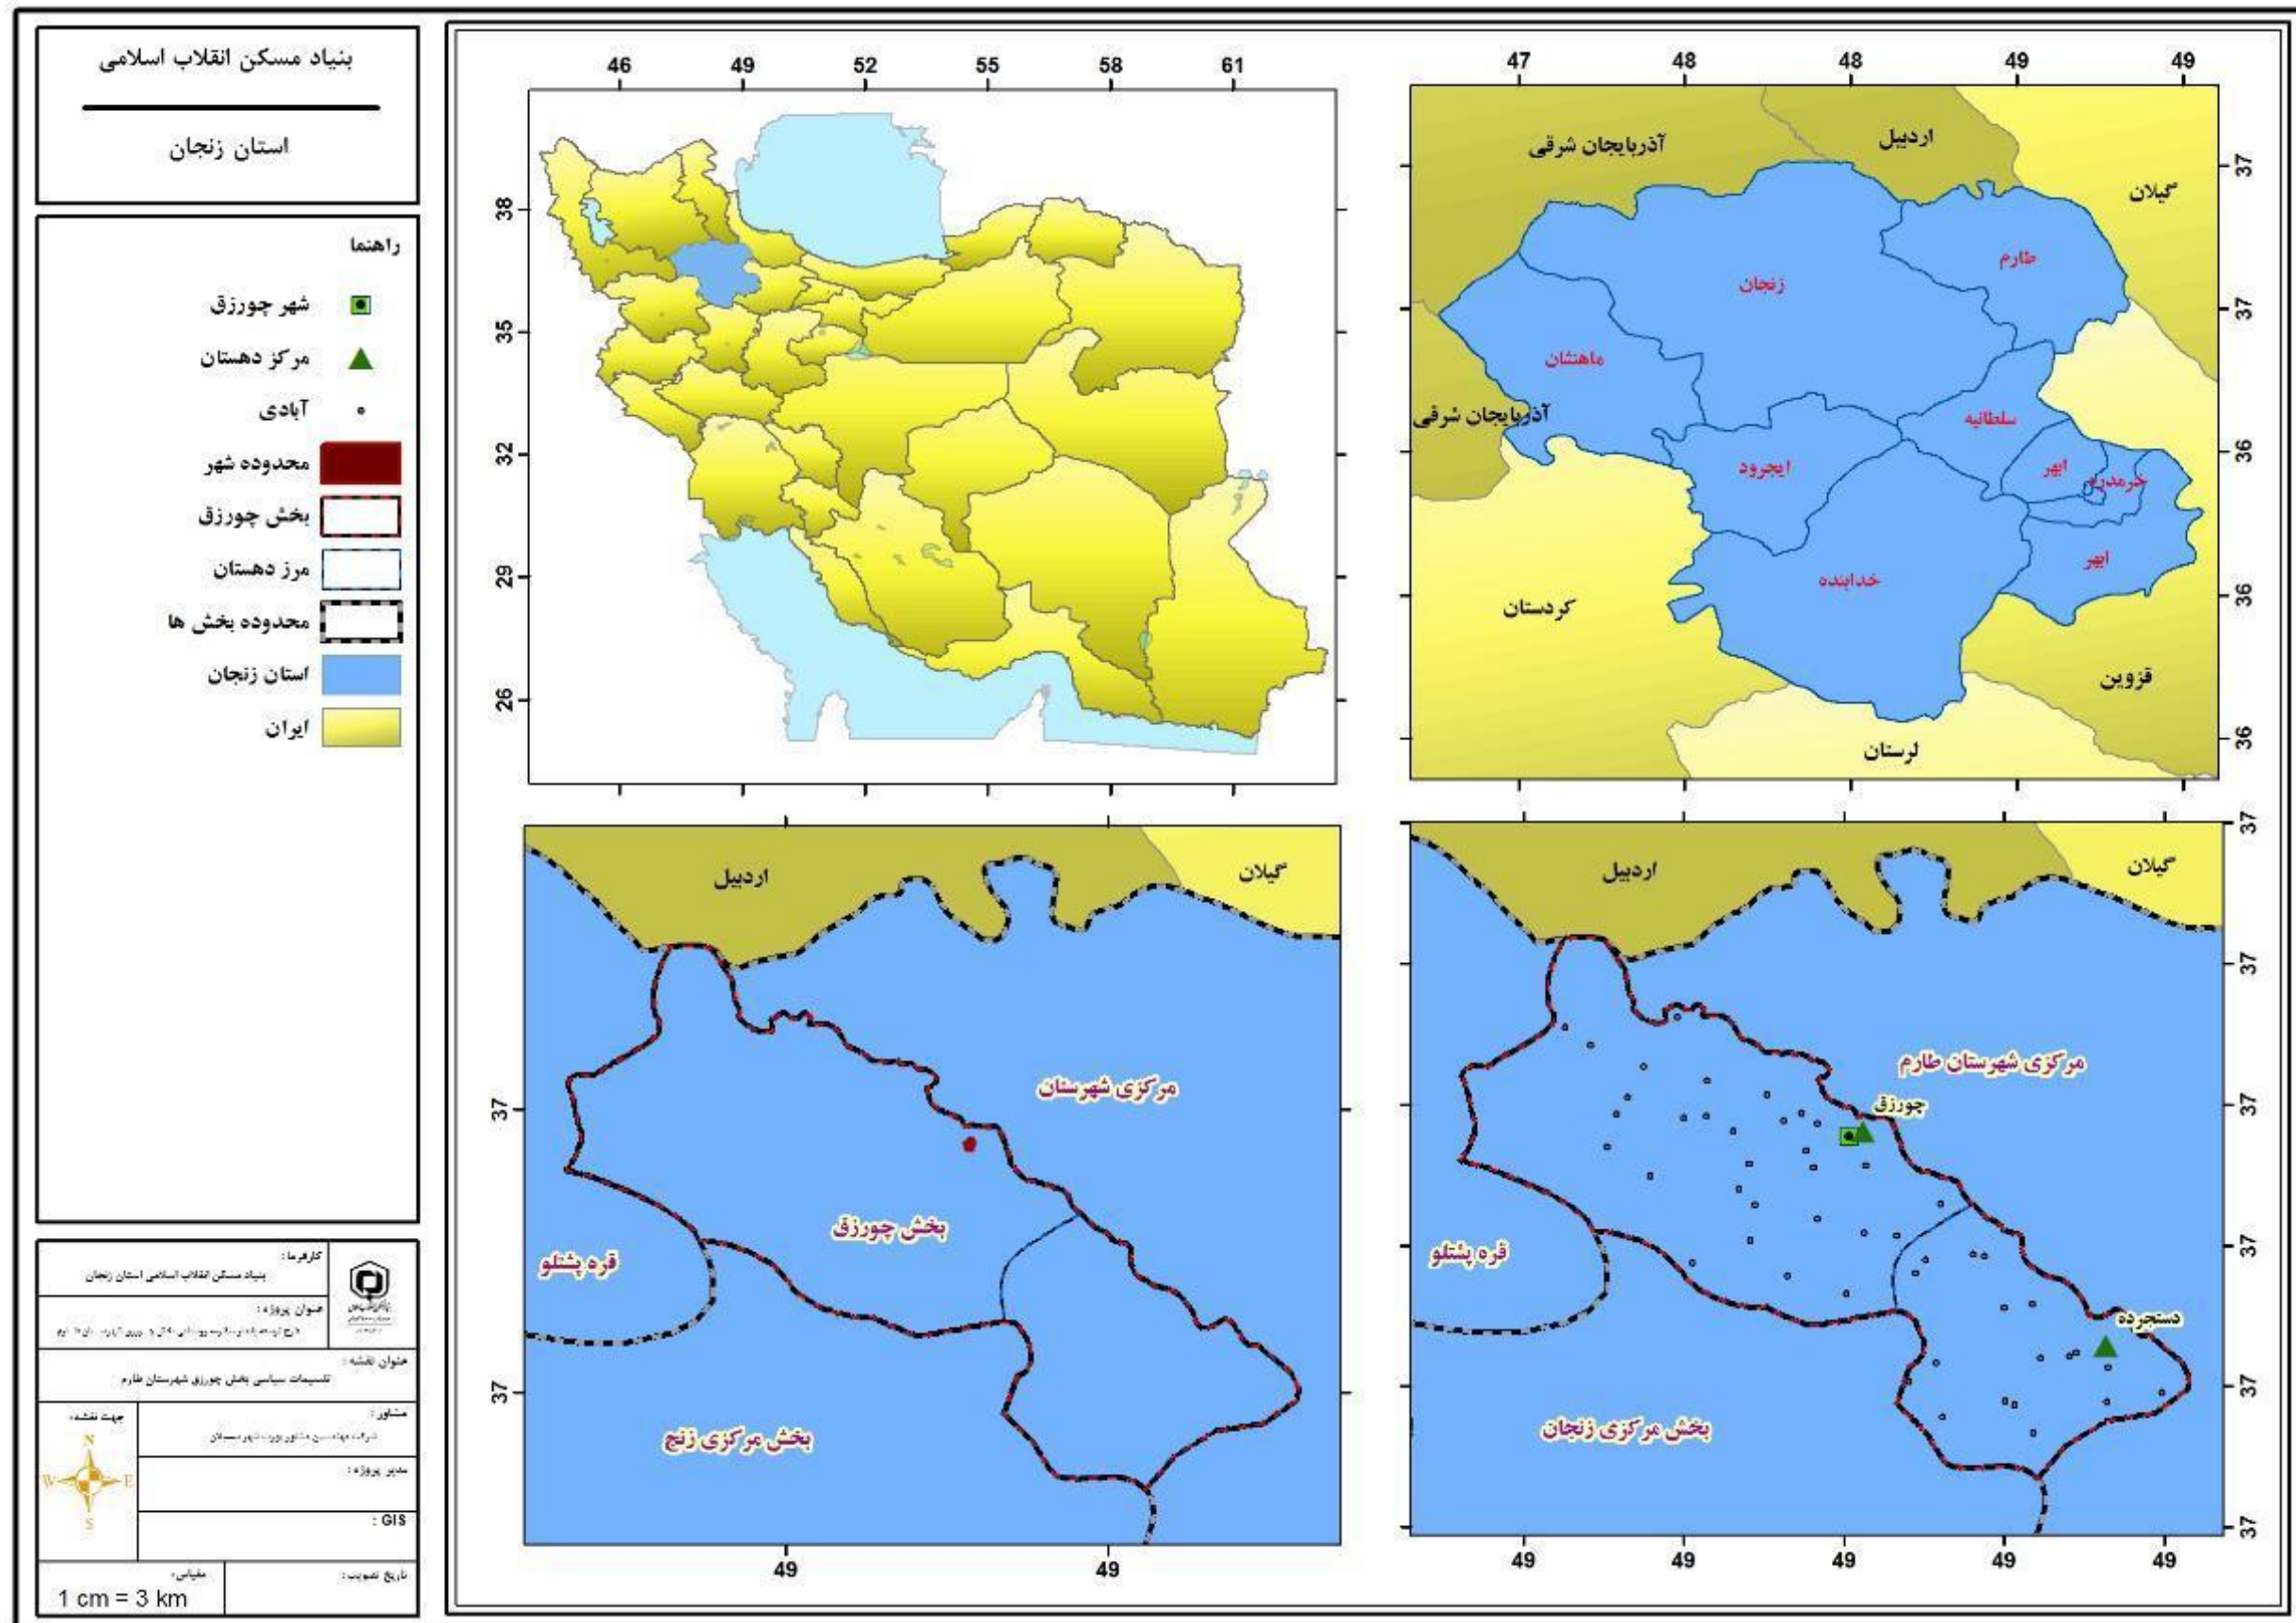 بنیاد مسکن انقلاب اسلامی
استان زنجان
راهنما
شهر چورزق
مرکز دهستان
آبادی
محدوده شهر
بخش چورزق
مرز دهستان
محدوده بخش ها
استان زنجان
ایران
کارفرما :
بنیاد مسکن انقلاب اسلامی استان زنجان
عنوان پروژه :
عنوان نقشه :
تقسیمات سیاسی بخش چورزق شهرستان طارم
جهت نقشه:
N
W E
S
مشاور :
مدیر پروژه :
GIS :
مقیاس:
1 cm = 3 km
تاریخ تصویب:
46 49 52 55 58 61
38
35
32
29
26
47 48 48 49 49
37
37
36
36
36
آذربایجان شرقی
اردبیل
گیلان
طارم
زنجان
ماهنشان
آذربایجان شرقی
سلطانیه
ابهر
خرمدره
ایجرود
ابهر
خدابنده
کردستان
قزوین
لرستان
اردبیل
گیلان
مرکزی شهرستان
بخش چورزق
قره پشتلو
بخش مرکزی زنج
37
37
49 49
اردبیل
گیلان
مرکزی شهرستان طارم
چورزق
قره پشتلو
دستجرده
بخش مرکزی زنجان
37
37
37
37
37
37
49 49 49 49 49